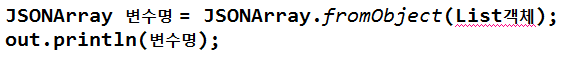 JSONArray 변수명 = JSONArray.fromObject(List객체);
out.println(변수명);